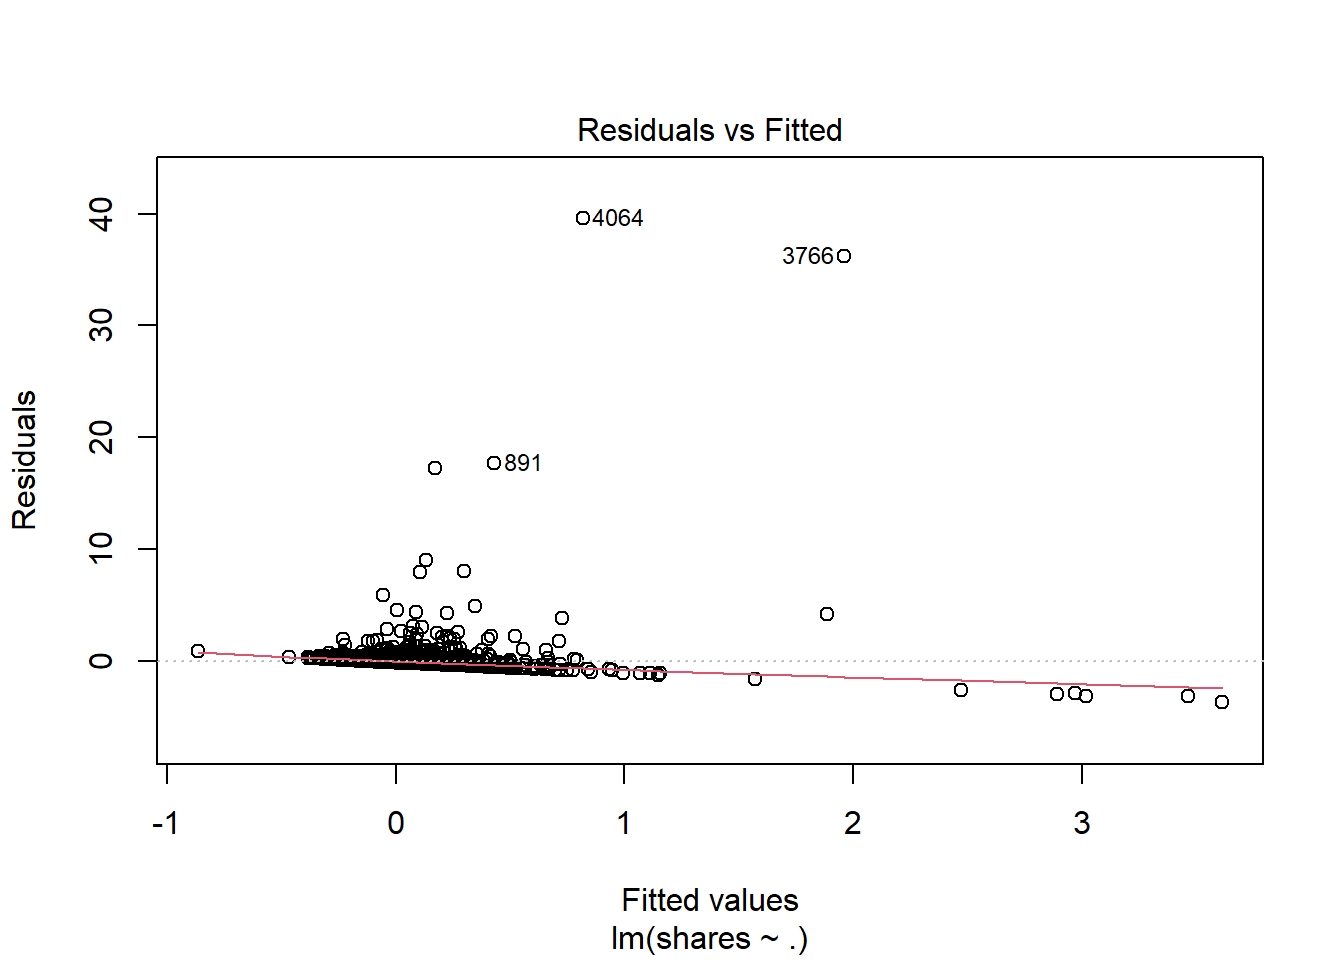 Residuals vs Fitted
40
30
20
10
0
Residuals
4064
3766
891
-1 0 1 2 3
Fitted values
lm(shares ~ .)